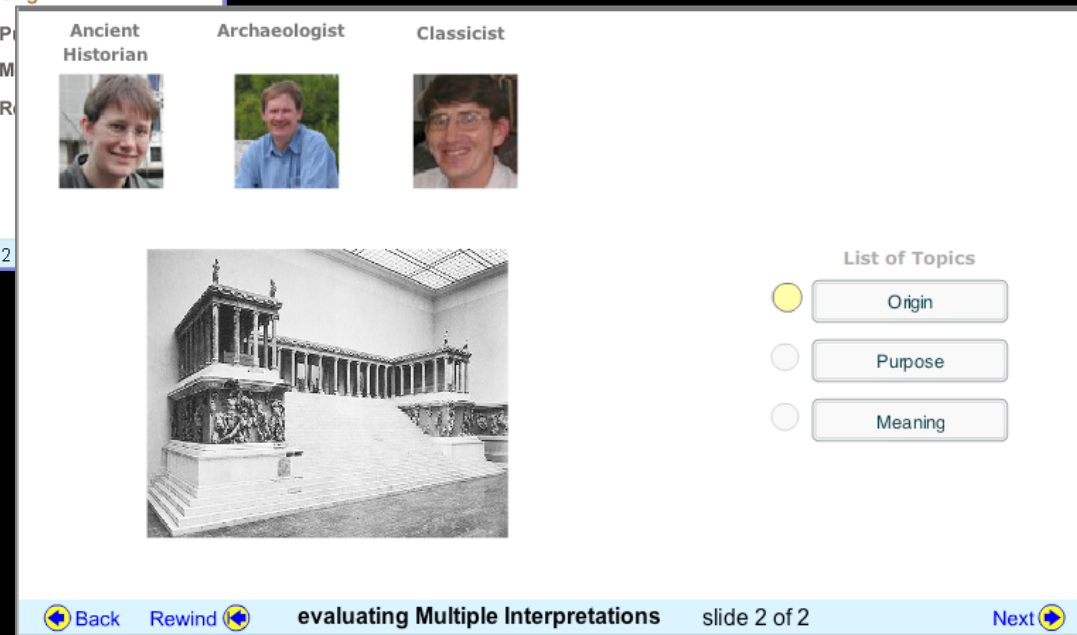 Ancient
Historian
Archaeologist
Classicist
List of Topics
Origin
Purpose
Meaning
2
Back
Rewind
evaluating Multiple Interpretations
slide 2 of 2
Next